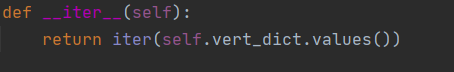 def __iter__(self):
    return iter(self.vert_dict.values())